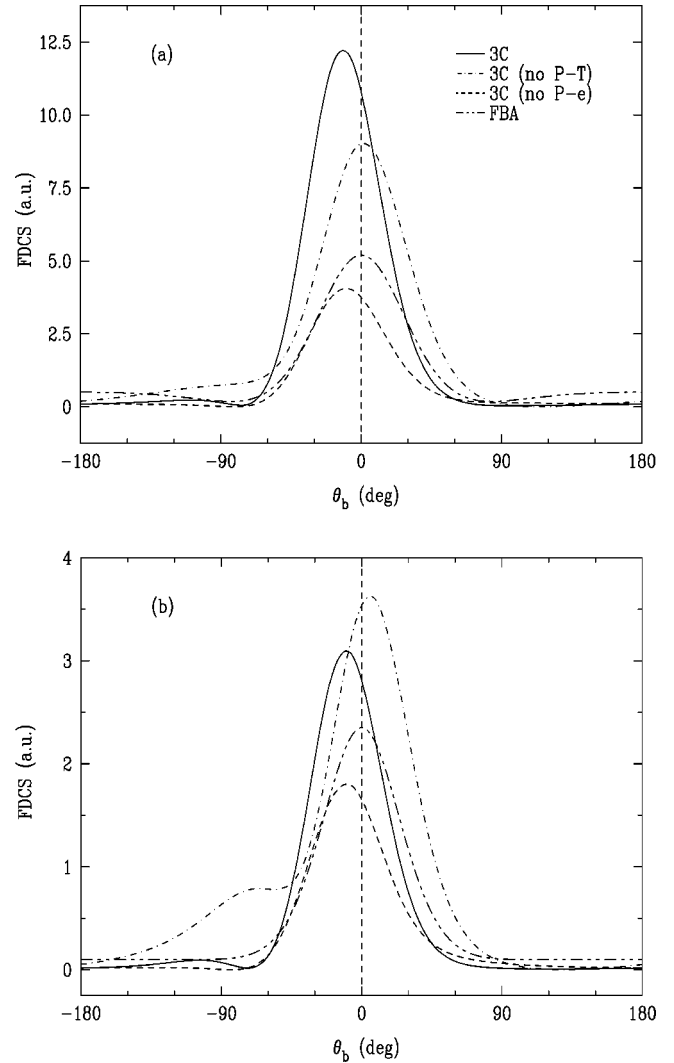 (a)
3C
3C (no P-T)
3C (no P-e)
FBA
12.5
10.0
7.5
5.0
2.5
0
FDCS (a.u.)
-180
-90
0
90
180
θb (deg)
(b)
4
3
2
1
0
FDCS (a.u.)
-180
-90
0
90
180
θb (deg)